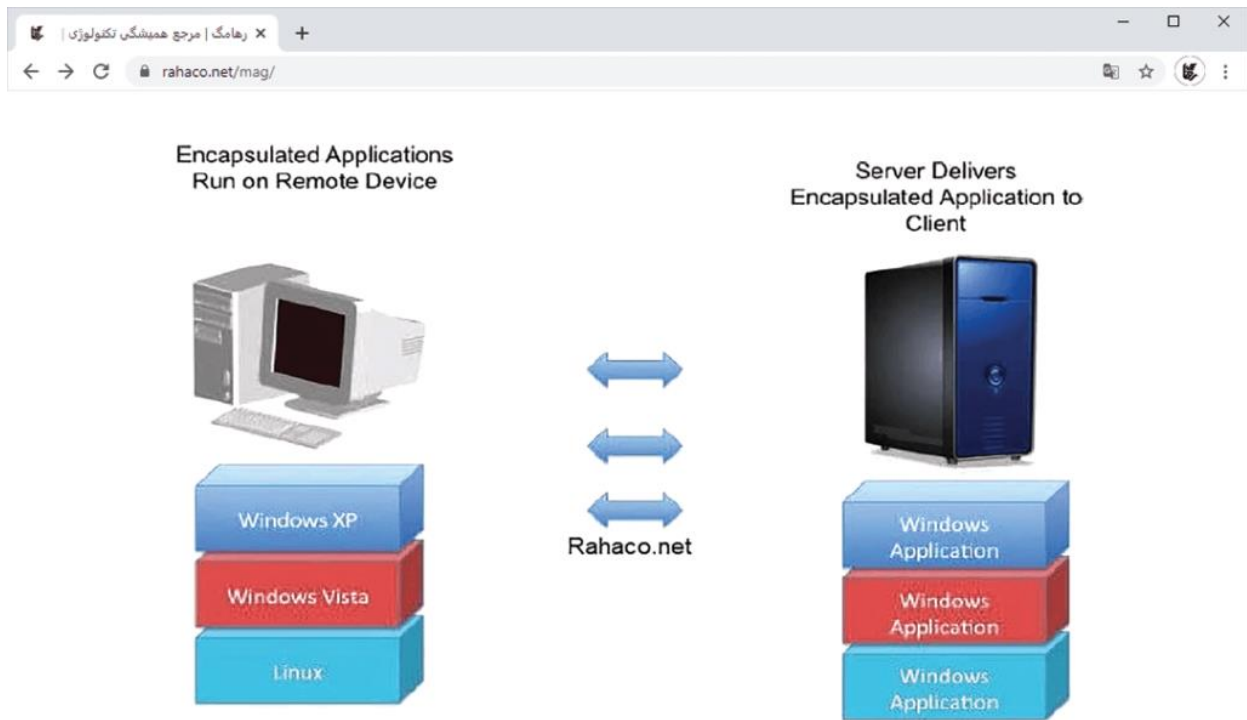 رهامگ | مرجع همیشگی تکنولوژی |
rahaco.net/mag/
Encapsulated Applications
Run on Remote Device
Server Delivers
Encapsulated Application to
Client
Rahaco.net
Windows XP
Windows Vista
Linux
Windows
Application
Windows
Application
Windows
Application